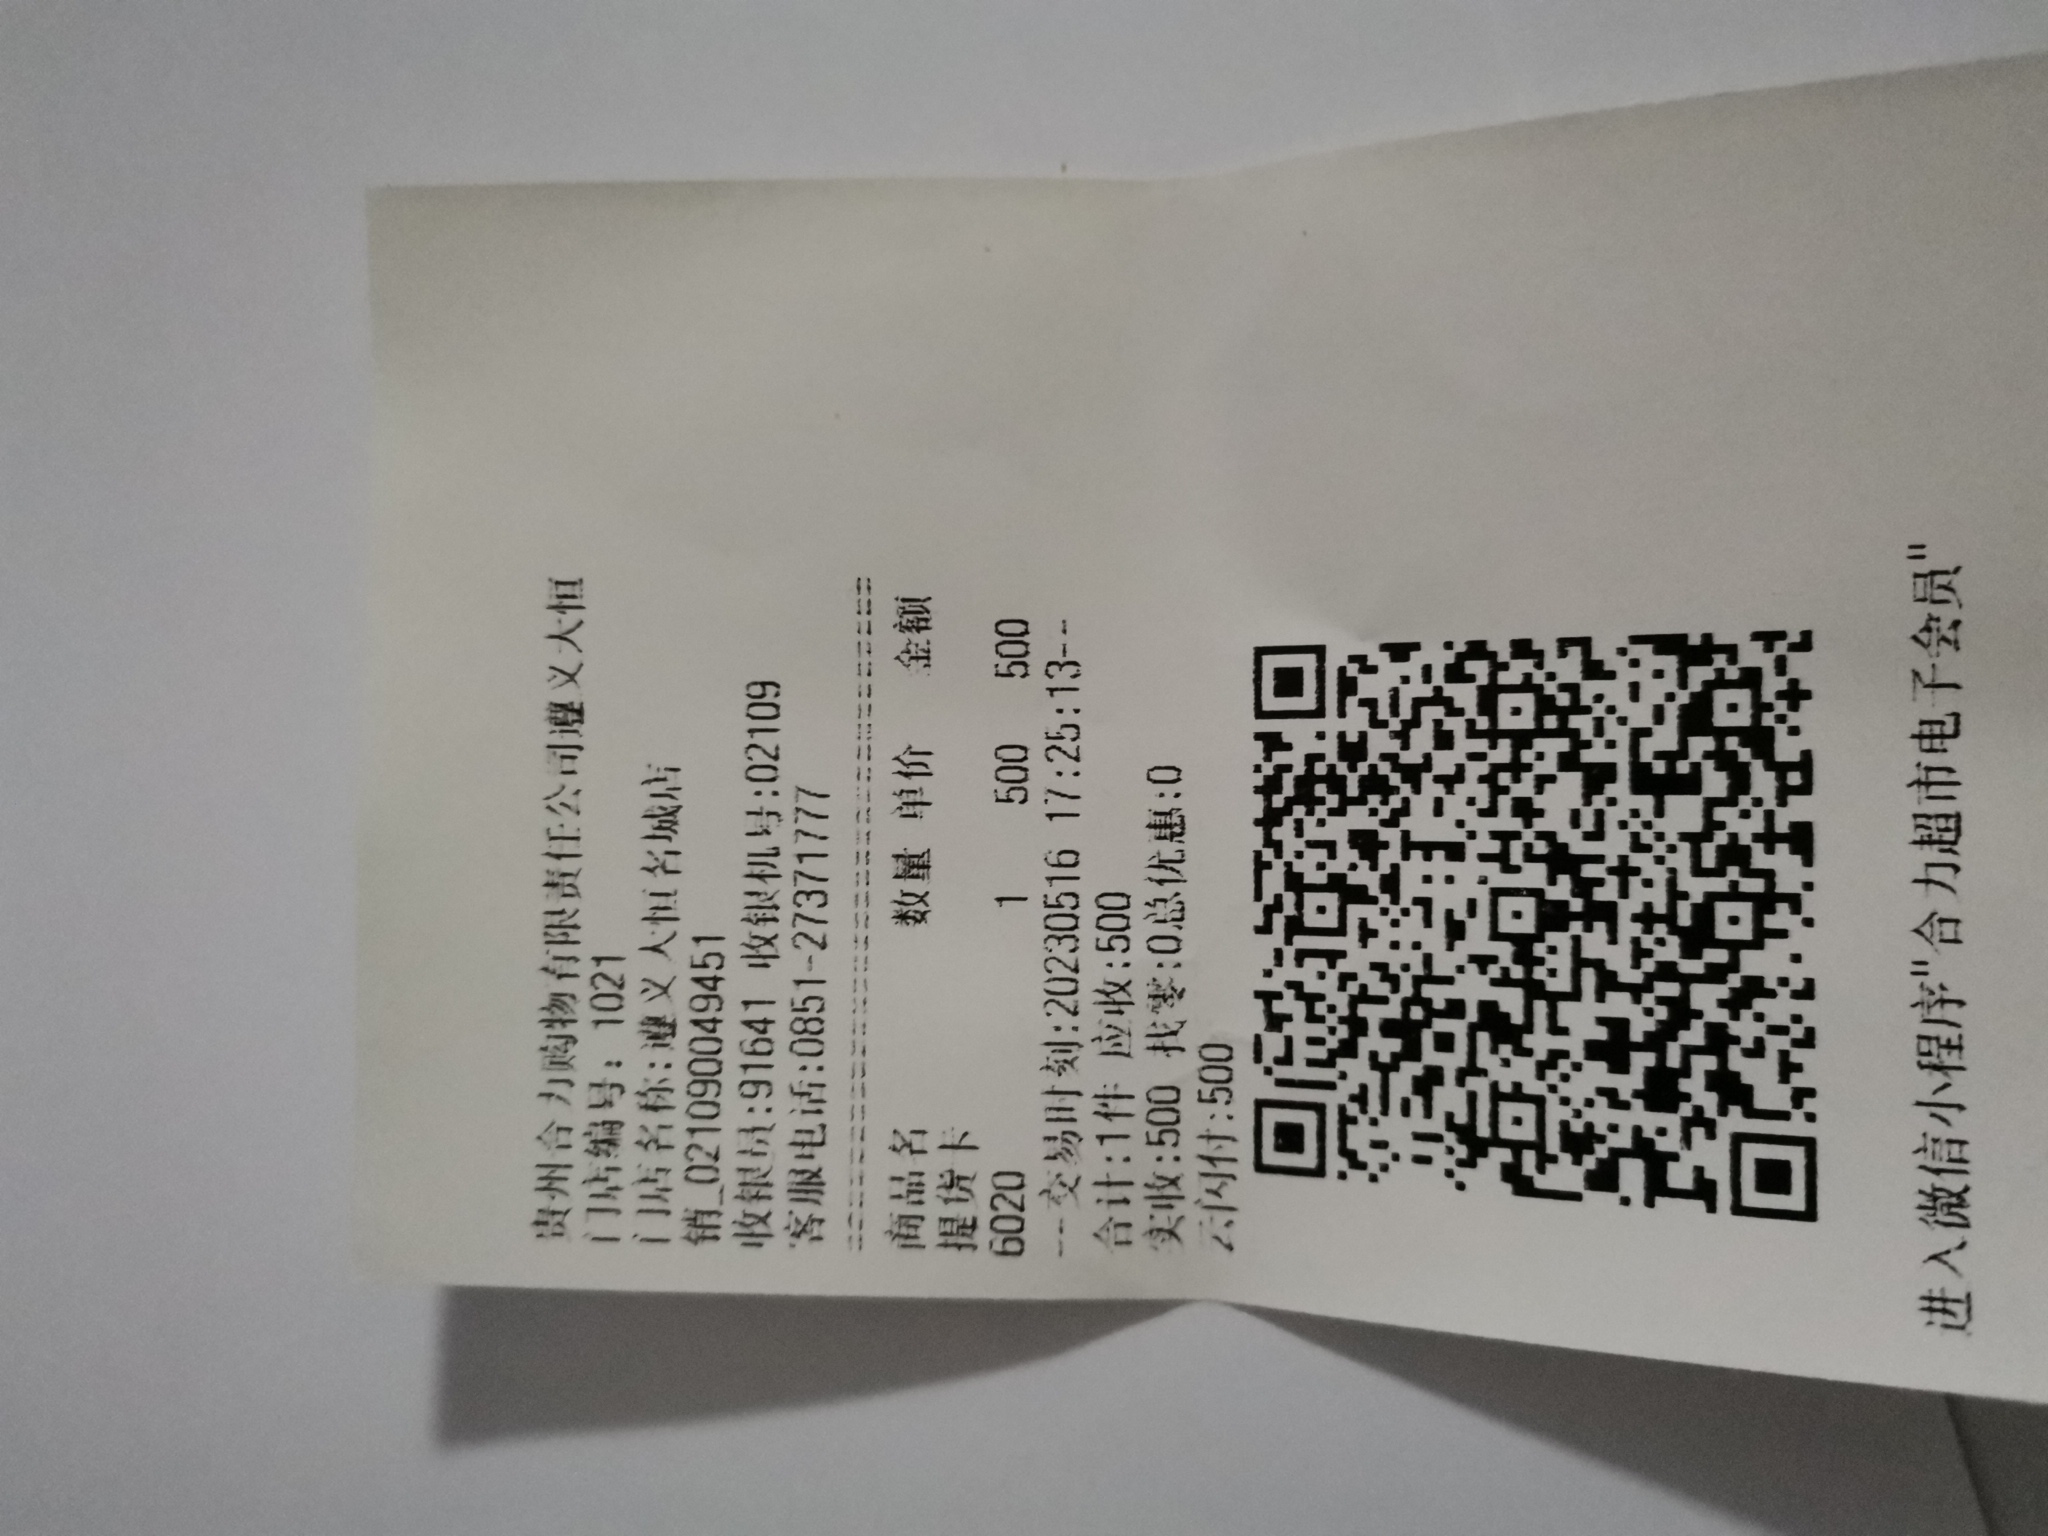 贵州合力购物有限责任公司遵义大恒
门店编号: 1021
门店名称:遵义大恒名城店
销_021090049451
收银员:91641 收银机号:02109
客服电话:0851-27371777
================================
商品名 数量 单价 金额
提货卡
6020 1 500 500
--交易时刻:20230516 17:25:13--
合计:1件 应收:500
实收:500 找零:0总优惠:0
云闪付:500
进入微信小程序"合力超市电子会员"